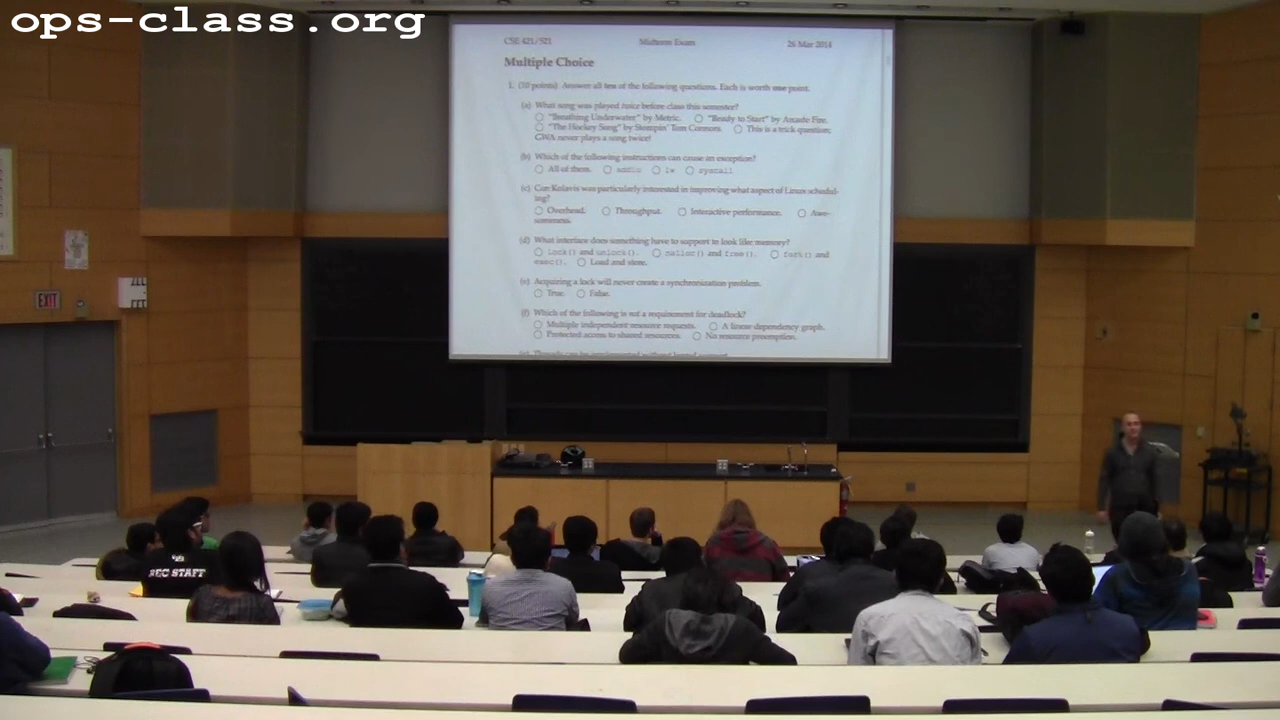 ops-class.org
CSE 421/521 Midterm Exam 26 Mar 2014
Multiple Choice
1. (10 points) Answer all ten of the following questions. Each is worth one point.
(a) What song was played twice before class this semester?
○ "Breathing Underwater" by Metric. ○ "Ready to Start" by Arcade Fire.
○ "The Hockey Song" by Stompin' Tom Connors. ○ This is a trick question;
GWA never plays a song twice!
(b) Which of the following instructions can cause an exception?
○ All of them. ○ addiu ○ lw ○ syscall
(c) Con Kolivas was particularly interested in improving what aspect of Linux schedul-
ing?
○ Overhead. ○ Throughput. ○ Interactive performance. ○ Awe-
someness.
(d) What interface does something have to support to look like memory?
○ lock() and unlock(). ○ malloc() and free(). ○ fork() and
exec(). ○ Load and store.
(e) Acquiring a lock will never create a synchronization problem.
○ True. ○ False.
(f) Which of the following is not a requirement for deadlock?
○ Multiple independent resource requests. ○ A linear dependency graph.
○ Protected access to shared resources. ○ No resource preemption.
(g) Threads can be implemented without kernel support.
EXIT
REC STAFF